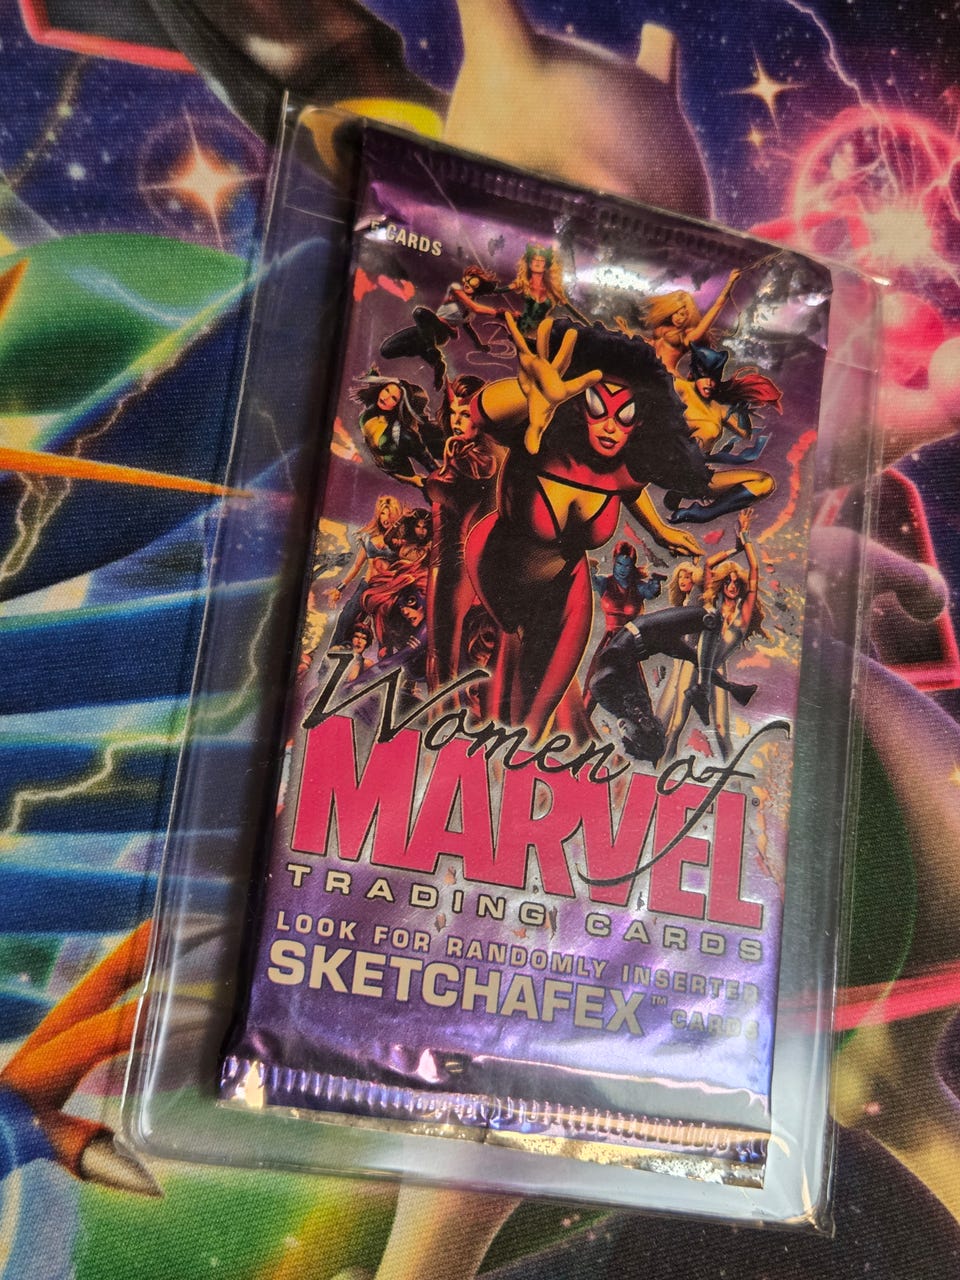 5 CARDS
Women of
MARVEL®
TRADING CARDS
LOOK FOR RANDOMLY INSERTED
SKETCHAFEX™ CARDS